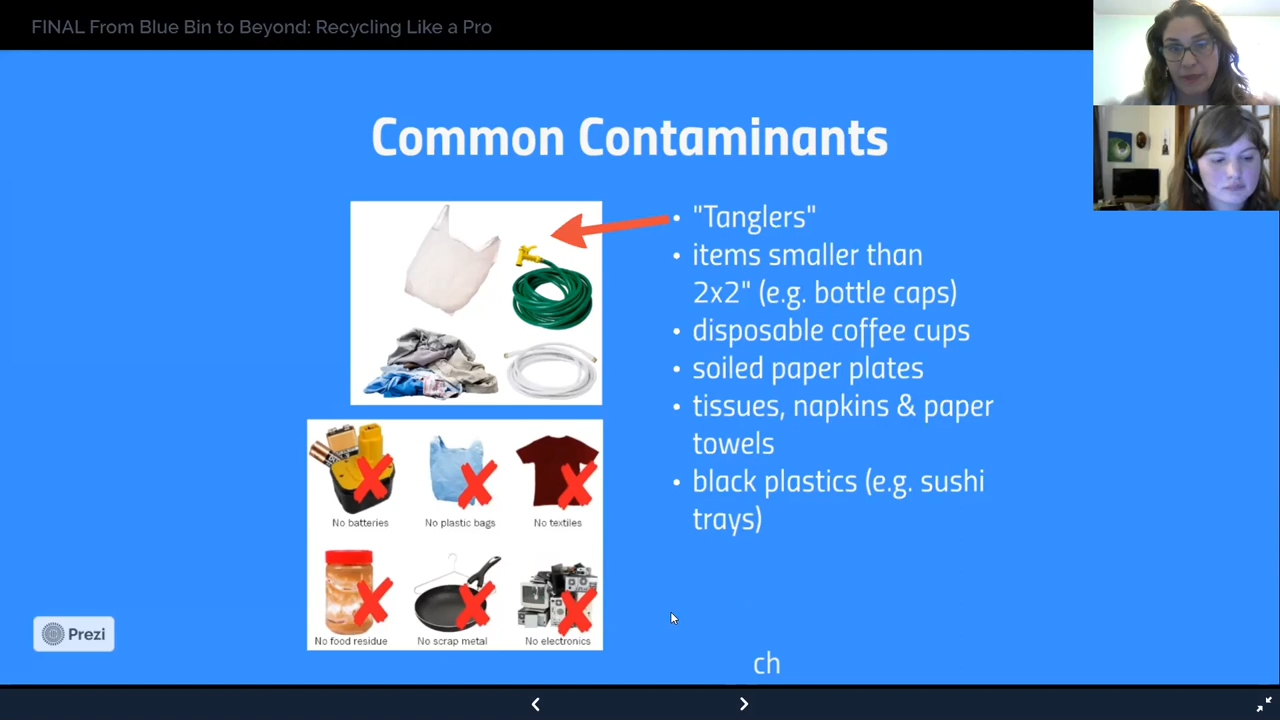 FINAL From Blue Bin to Beyond: Recycling Like a Pro
Common Contaminants
• "Tanglers"
• items smaller than
2x2" (e.g. bottle caps)
• disposable coffee cups
• soiled paper plates
• tissues, napkins & paper
towels
• black plastics (e.g. sushi
trays)
No batteries
No plastic bags
No textiles
No food residue
No scrap metal
No electronics
Prezi
ch